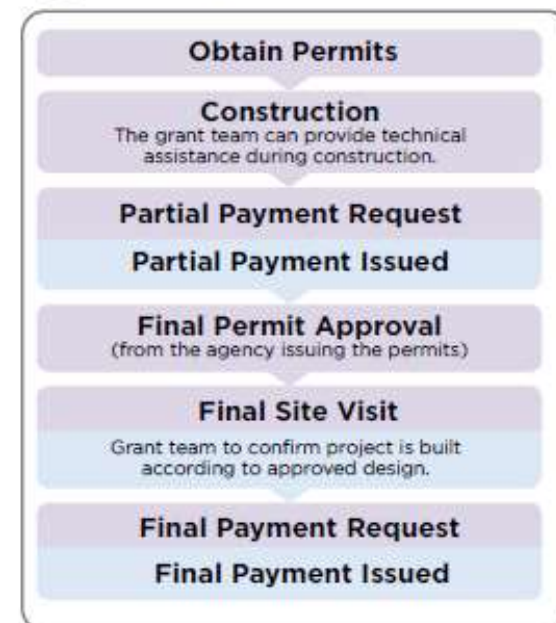 Obtain Permits
Construction
The grant team can provide technical
assistance during construction.
Partial Payment Request
Partial Payment Issued
Final Permit Approval
(from the agency issuing the permits)
Final Site Visit
Grant team to confirm project is built
according to approved design.
Final Payment Request
Final Payment Issued